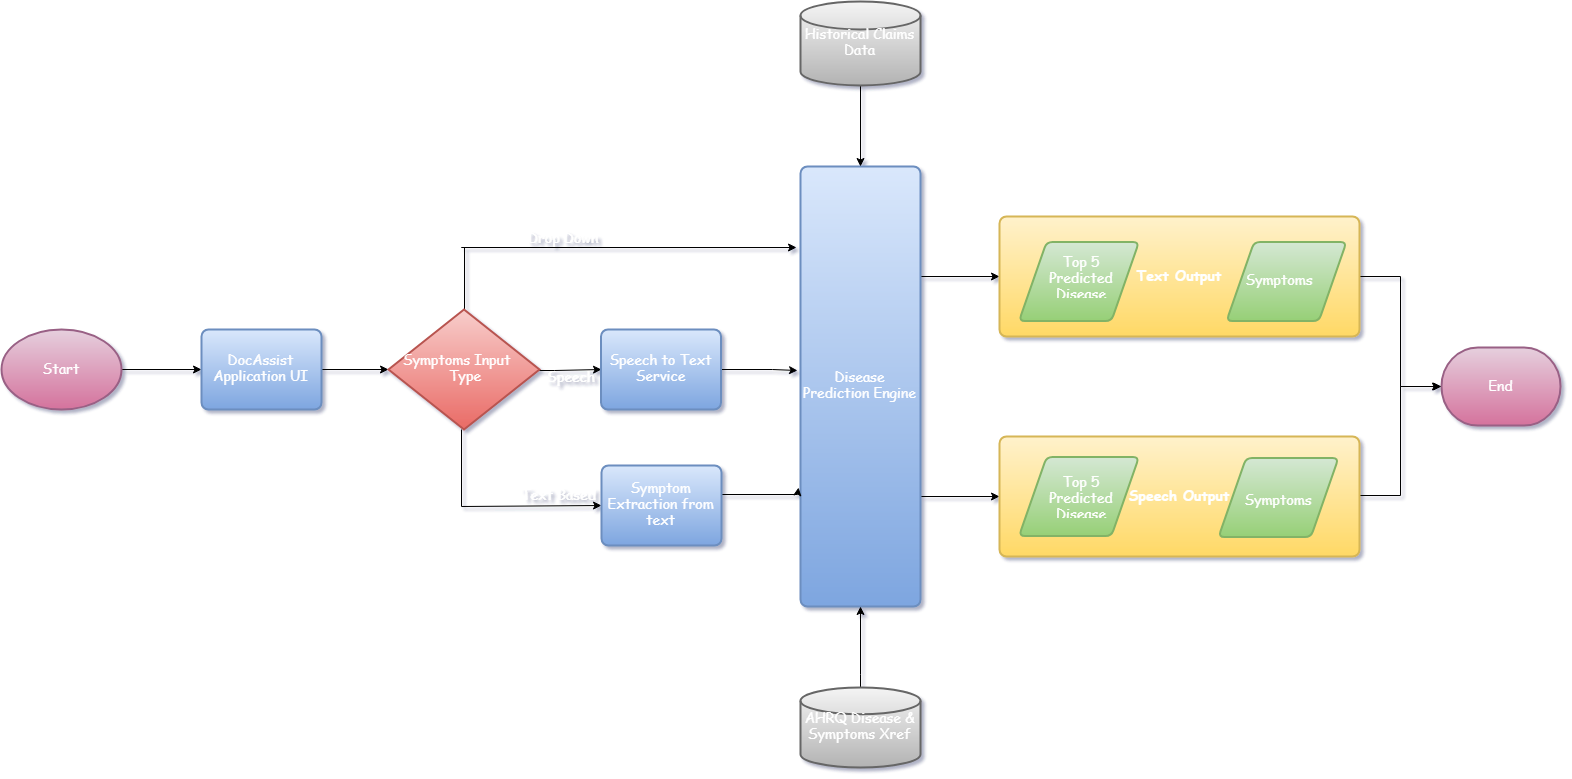 Historical Claims
Data
Drop Down
Start
DocAssist
Application UI
Symptoms Input
Type
Speech
Speech to Text
Service
Text Based
Symptom
Extraction from
text
Disease
Prediction Engine
Top 5
Predicted
Disease
Text Output
Symptoms
Top 5
Predicted
Disease
Speech Output
Symptoms
End
AHRQ Disease &
Symptoms Xref